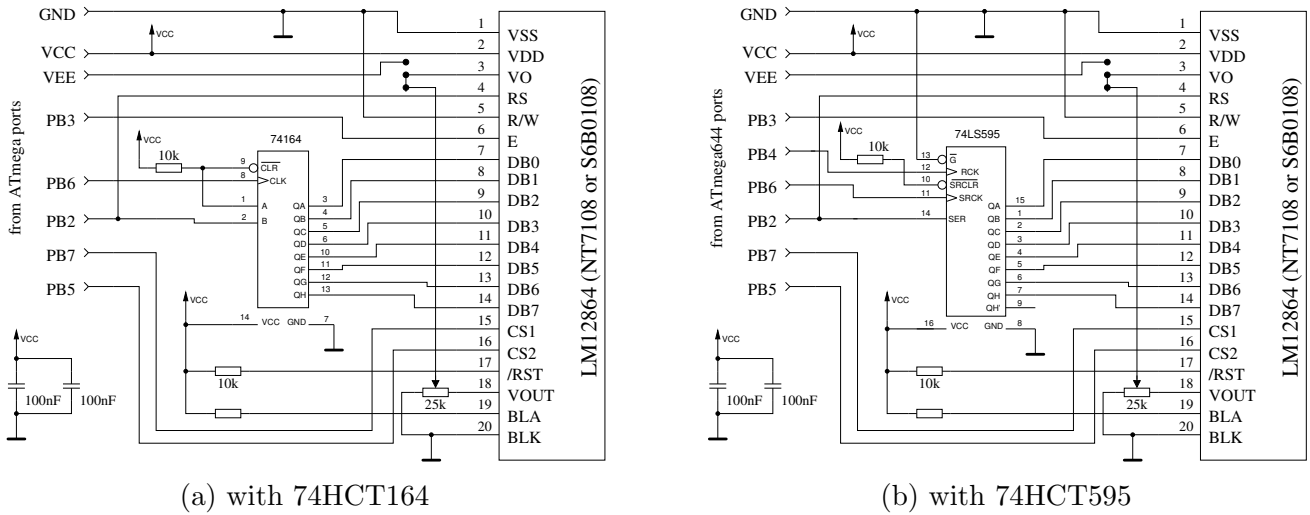 GND
VCC
VEE
PB3
PB6
PB2
PB7
PB5
from ATmega ports
VCC
VCC
10k
74164
9 CLR
8 CLK
1 A
2 B
QA 3
QB 4
QC 5
QD 6
QE 10
QF 11
QG 12
QH 13
14 VCC GND 7
VCC
10k
VCC
100nF 100nF
25k
1 VSS
2 VDD
3 VO
4 RS
5 R/W
6 E
7 DB0
8 DB1
9 DB2
10 DB3
11 DB4
12 DB5
13 DB6
14 DB7
15 CS1
16 CS2
17 /RST
18 VOUT
19 BLA
20 BLK
LM12864 (NT7108 or S6B0108)
(a) with 74HCT164
GND
VCC
VEE
PB3
PB4
PB6
PB2
PB7
PB5
from ATmega644 ports
VCC
VCC
10k
74LS595
13 G
12 RCK
10 SRCLR
11 SRCK
14 SER
QA 15
QB 1
QC 2
QD 3
QE 4
QF 5
QG 6
QH 7
QH' 9
16 VCC GND 8
VCC
10k
VCC
100nF 100nF
25k
1 VSS
2 VDD
3 VO
4 RS
5 R/W
6 E
7 DB0
8 DB1
9 DB2
10 DB3
11 DB4
12 DB5
13 DB6
14 DB7
15 CS1
16 CS2
17 /RST
18 VOUT
19 BLA
20 BLK
LM12864 (NT7108 or S6B0108)
(b) with 74HCT595